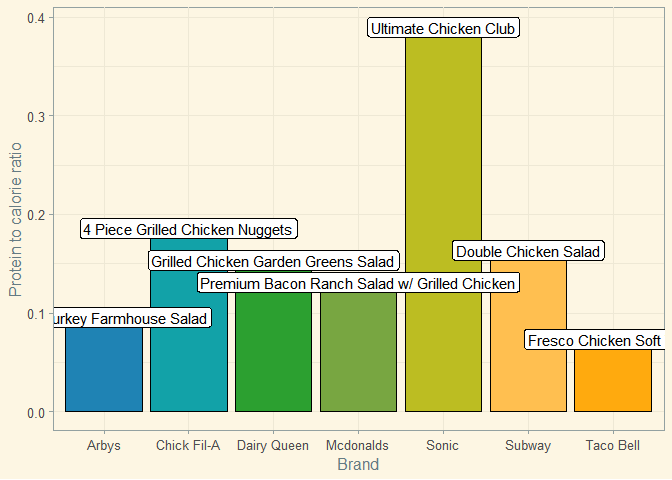 0.4
Ultimate Chicken Club
0.3
Protein to calorie ratio
0.2
4 Piece Grilled Chicken Nuggets
Double Chicken Salad
Grilled Chicken Garden Greens Salad
Premium Bacon Ranch Salad w/ Grilled Chicken
0.1
urkey Farmhouse Salad
Fresco Chicken Soft
0.0
Arbys Chick Fil-A Dairy Queen Mcdonalds Sonic Subway Taco Bell
Brand